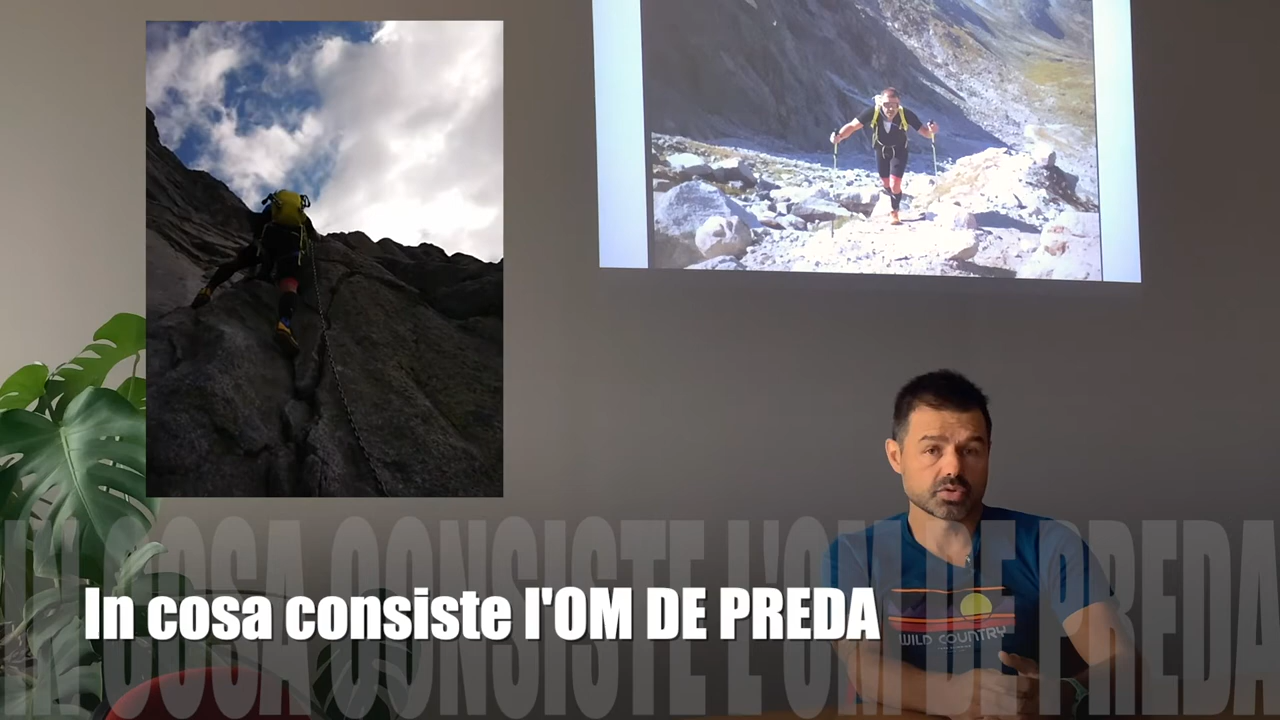 IN COSA CONSISTE L'OM DE PREDA
In cosa consiste l'OM DE PREDA
WILD COUNTRY